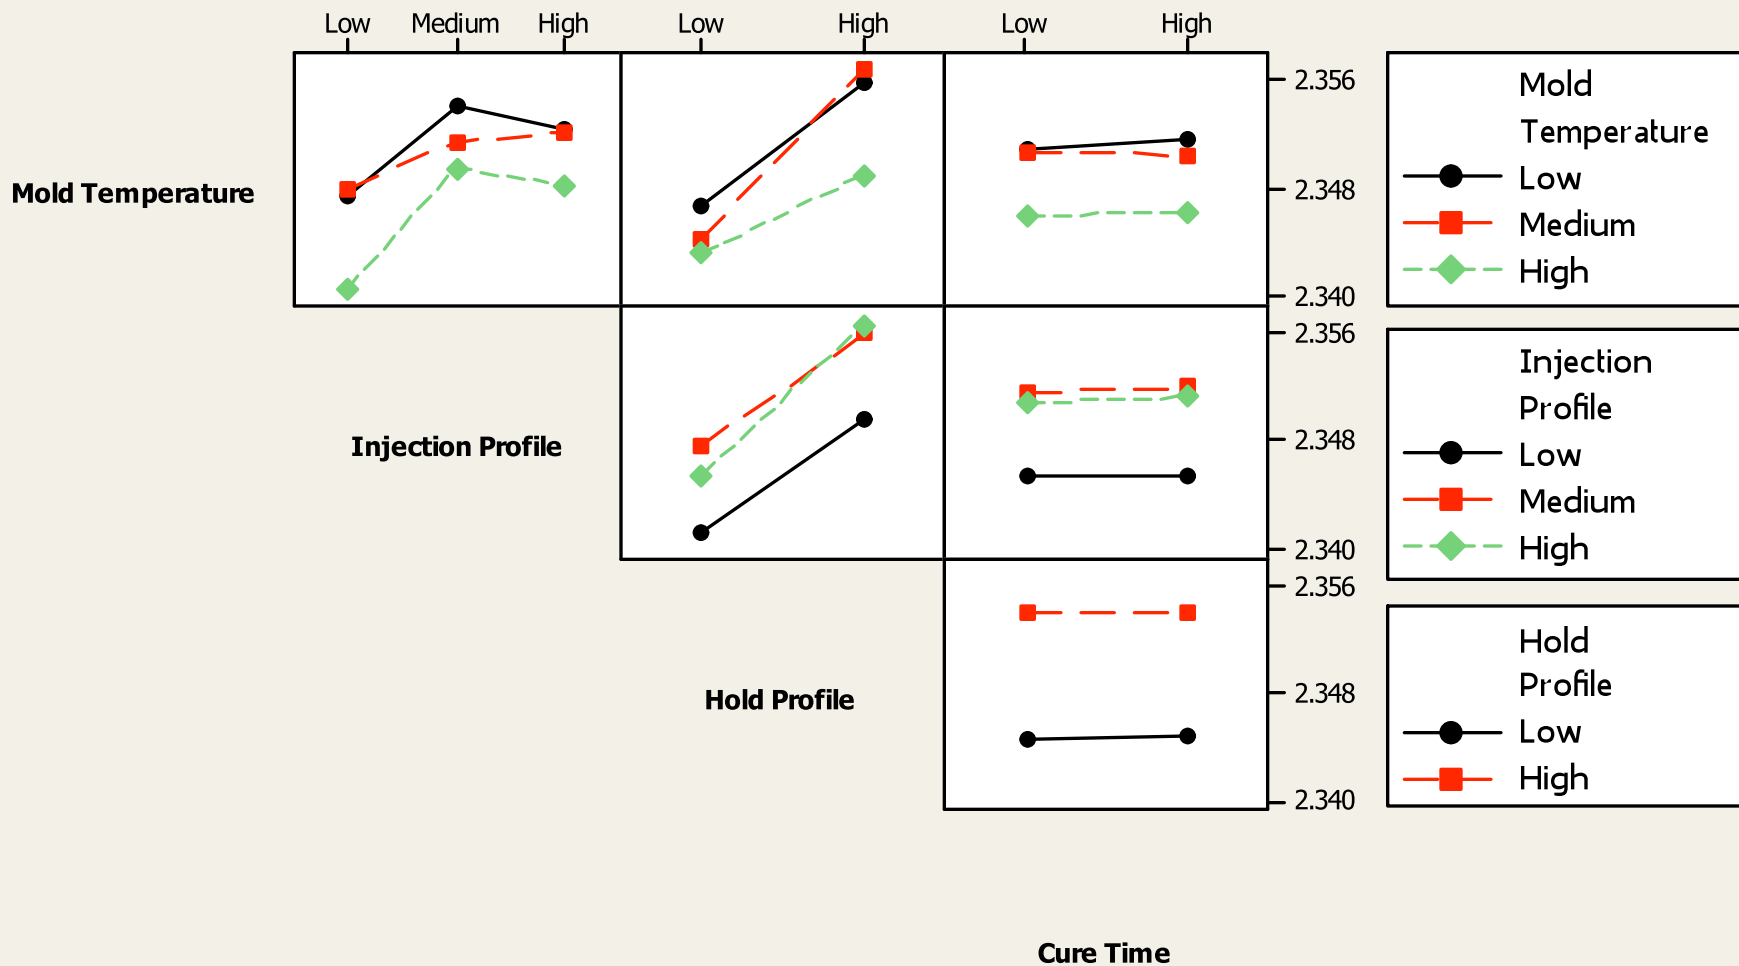 Low Medium High Low High Low High
Mold Temperature
2.356
2.348
2.340
Mold
Temperature
Low
Medium
High
Injection Profile
2.356
2.348
2.340
Injection
Profile
Low
Medium
High
Hold Profile
2.356
2.348
2.340
Hold
Profile
Low
High
Cure Time